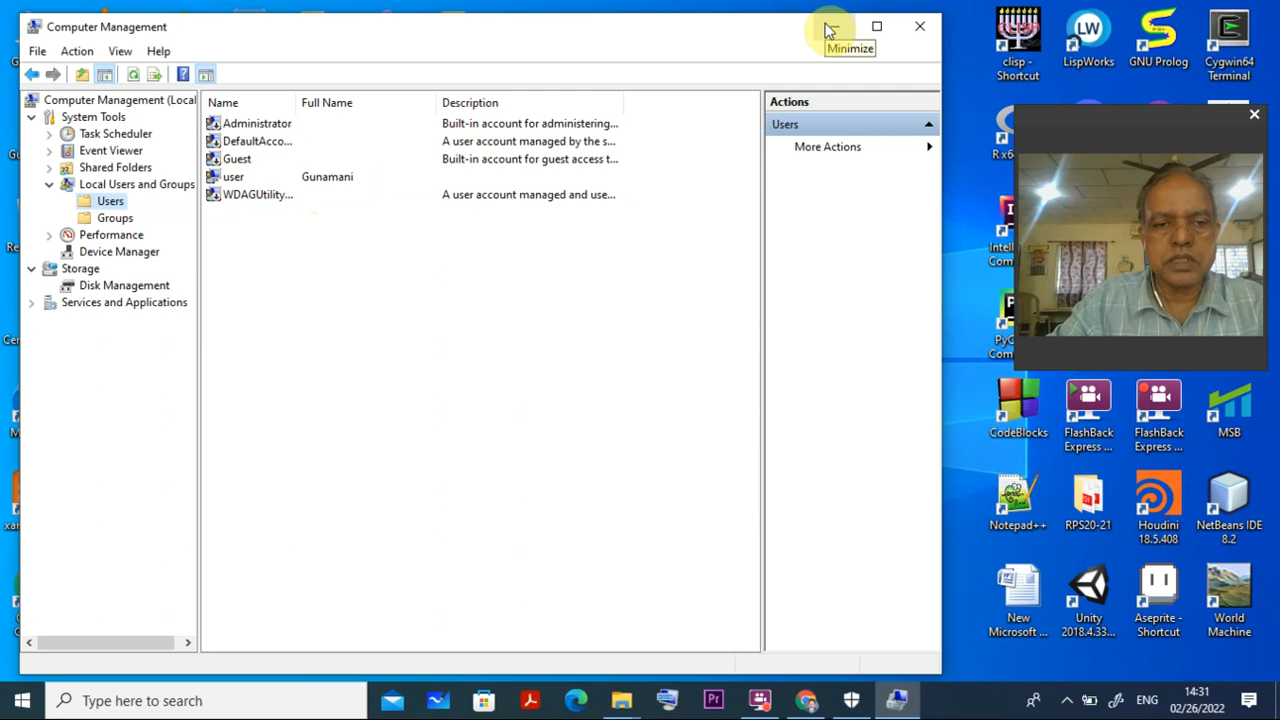 Computer Management
File Action View Help
Minimize
Computer Management (Local
System Tools
Task Scheduler
Event Viewer
Shared Folders
Local Users and Groups
Users
Groups
Performance
Device Manager
Storage
Disk Management
Services and Applications
Name Full Name Description
Administrator Built-in account for administering...
DefaultAcco... A user account managed by the s...
Guest Built-in account for guest access t...
user Gunamani
WDAGUtility... A user account managed and use...
Actions
Users
More Actions
clisp - Shortcut
LispWorks
GNU Prolog
Cygwin64 Terminal
R x6
Intell
Com
PyC
Com
CodeBlocks
FlashBack Express ...
FlashBack Express ...
MSB
Notepad++
RPS20-21
Houdini 18.5.408
NetBeans IDE 8.2
New Microsoft ...
Unity 2018.4.33...
Aseprite - Shortcut
World Machine
Type here to search
ENG
14:31
02/26/2022